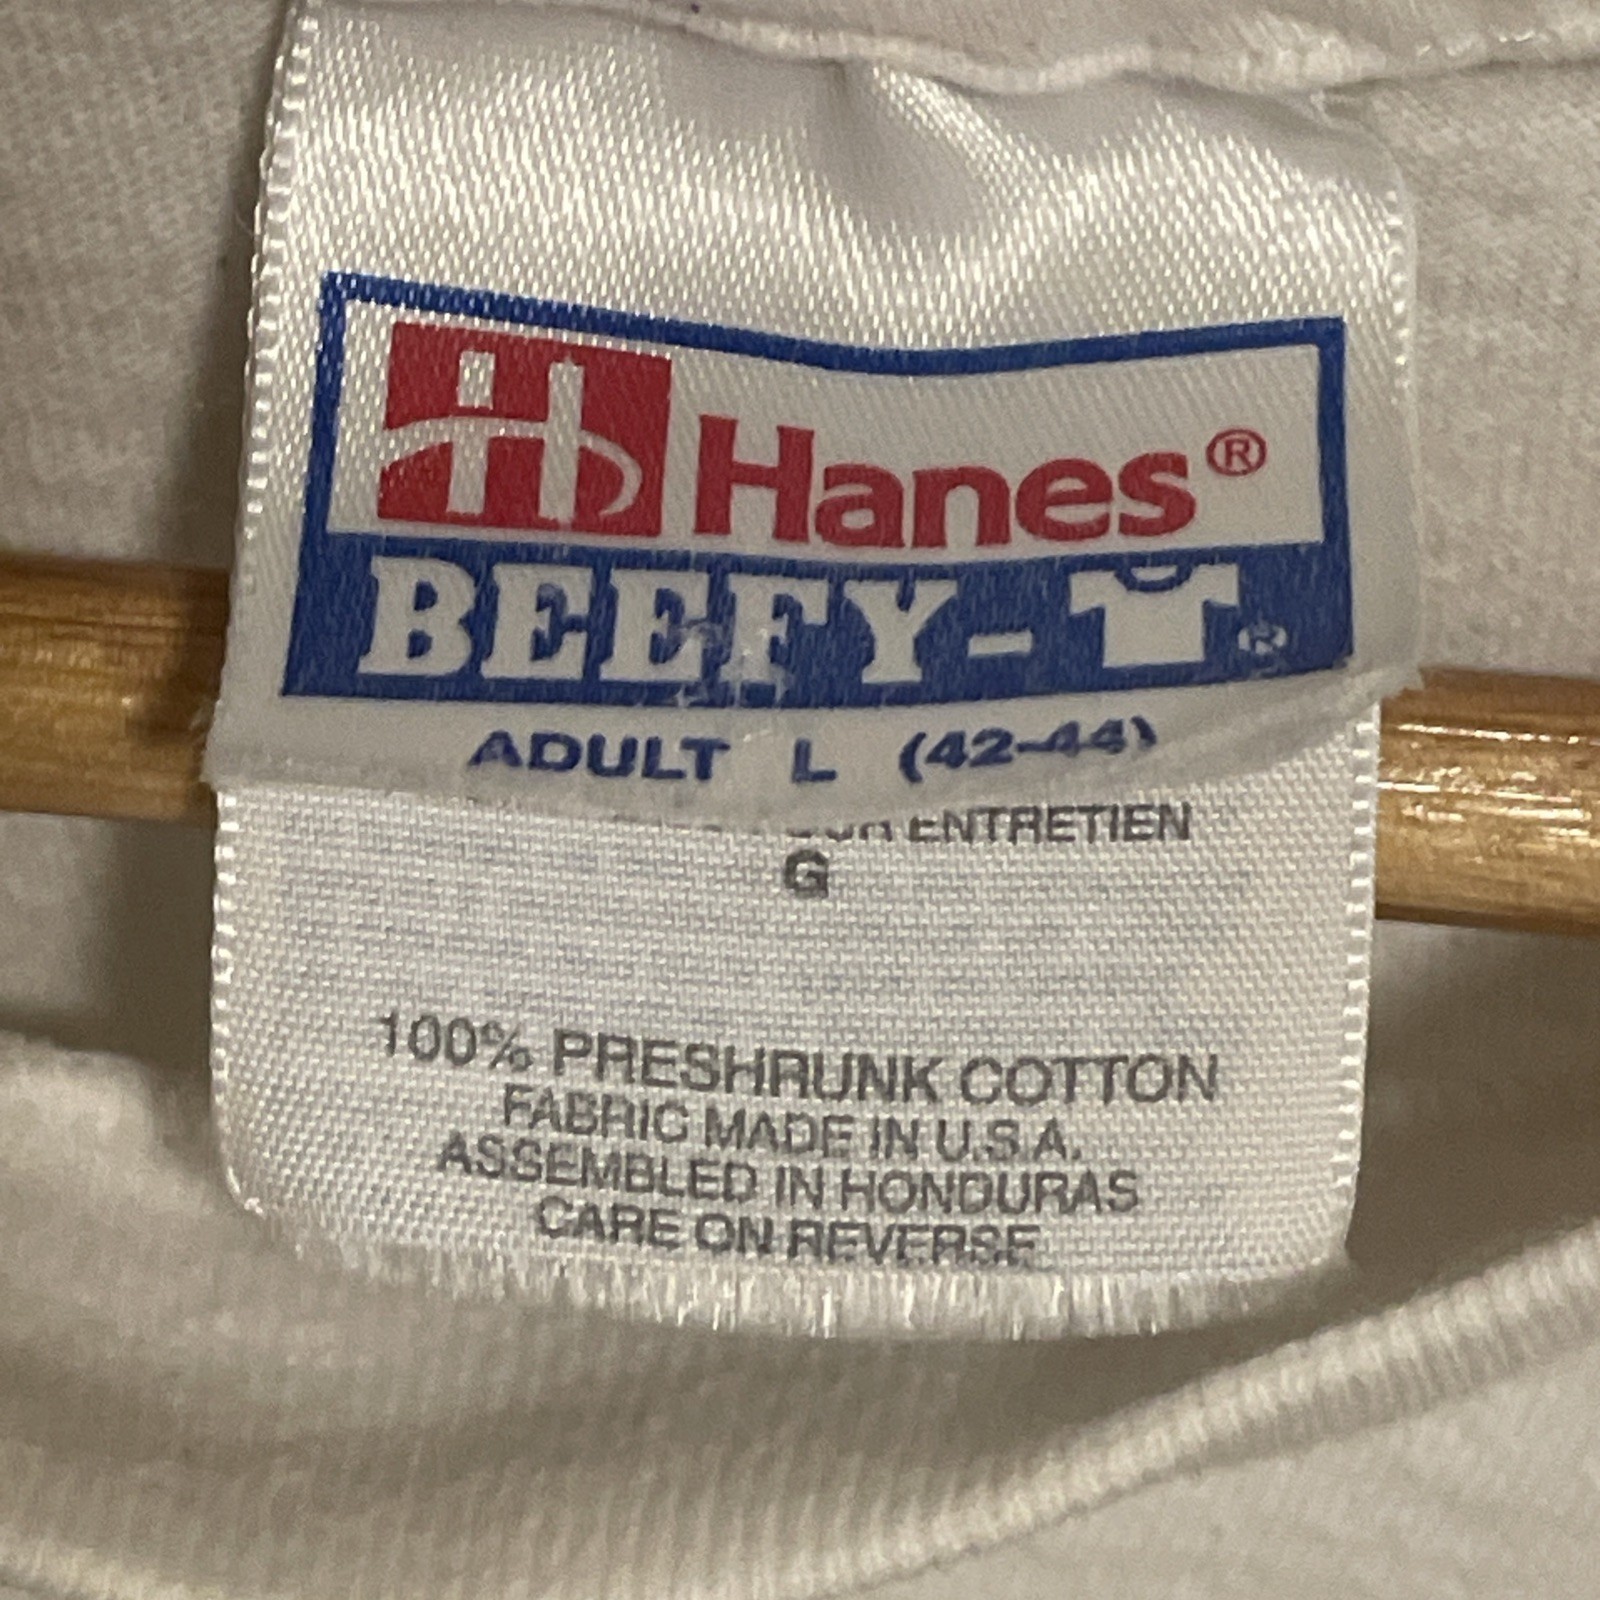 Hanes®
BEEFY-T®
ADULT L (42-44)
ENTRETIEN
G
100% PRESHRUNK COTTON
FABRIC MADE IN U.S.A.
ASSEMBLED IN HONDURAS
CARE ON REVERSE